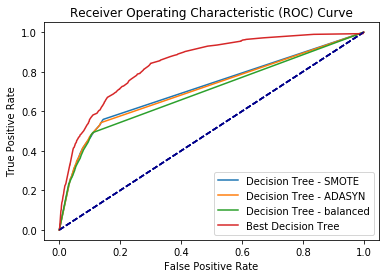 Receiver Operating Characteristic (ROC) Curve
True Positive Rate
1.0
0.8
0.6
0.4
0.2
0.0
Decision Tree - SMOTE
Decision Tree - ADASYN
Decision Tree - balanced
Best Decision Tree
0.0 0.2 0.4 0.6 0.8 1.0
False Positive Rate